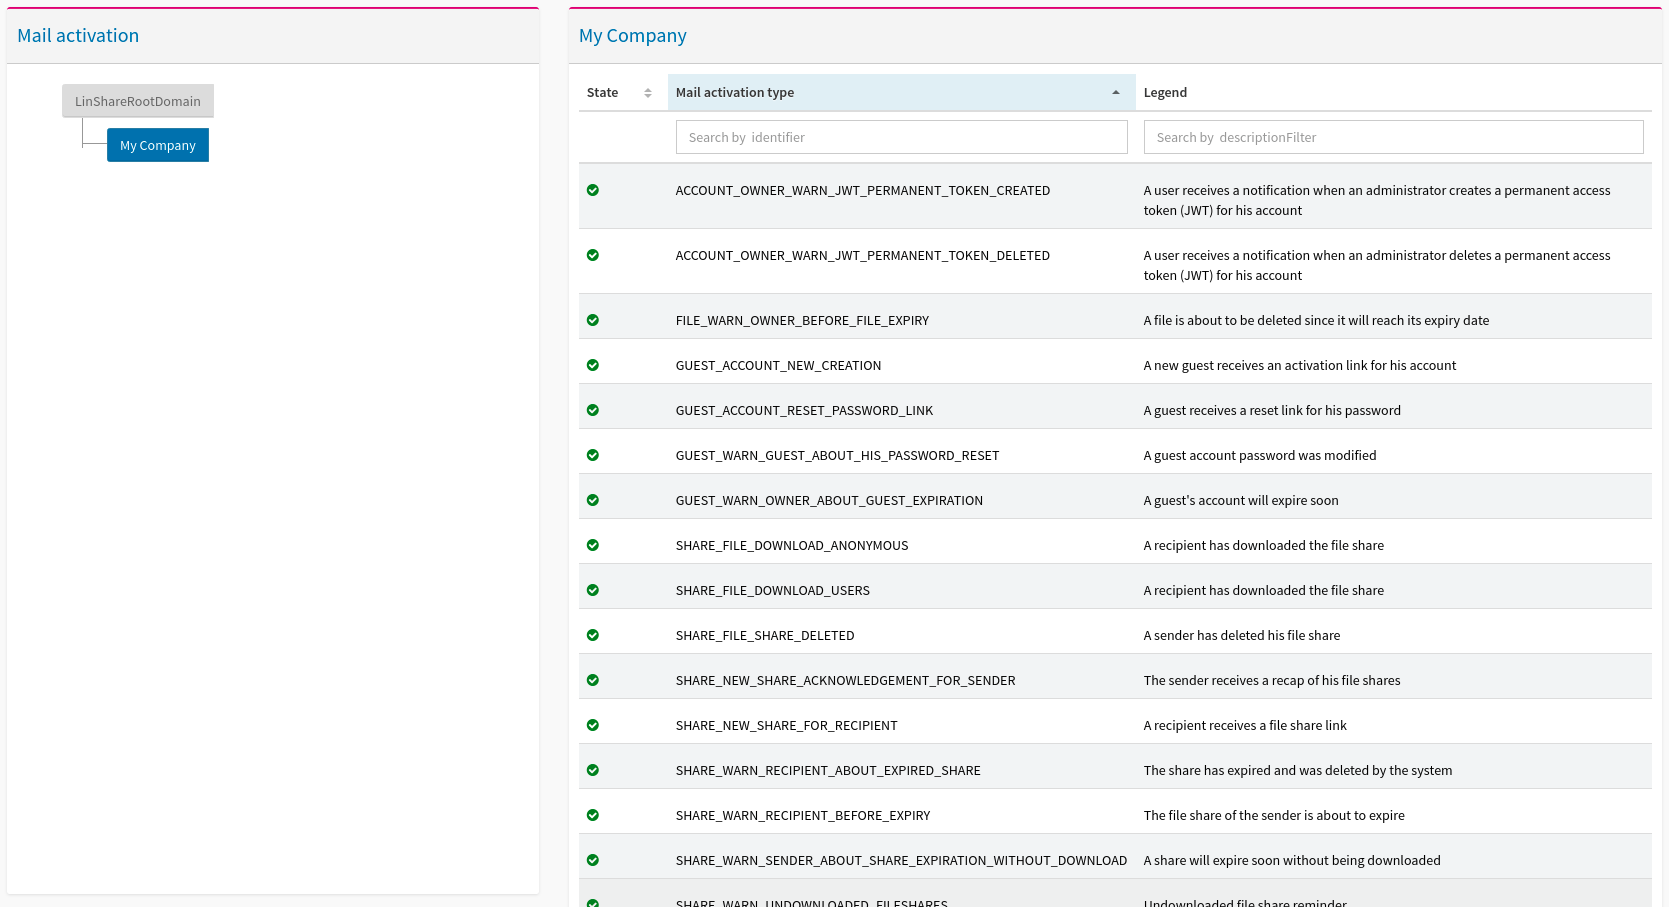 Mail activation
LinShareRootDomain
My Company
My Company
State Mail activation type Legend
Search by identifier Search by descriptionFilter
ACCOUNT_OWNER_WARN_JWT_PERMANENT_TOKEN_CREATED A user receives a notification when an administrator creates a permanent access
token (JWT) for his account
ACCOUNT_OWNER_WARN_JWT_PERMANENT_TOKEN_DELETED A user receives a notification when an administrator deletes a permanent access
token (JWT) for his account
FILE_WARN_OWNER_BEFORE_FILE_EXPIRY A file is about to be deleted since it will reach its expiry date
GUEST_ACCOUNT_NEW_CREATION A new guest receives an activation link for his account
GUEST_ACCOUNT_RESET_PASSWORD_LINK A guest receives a reset link for his password
GUEST_WARN_GUEST_ABOUT_HIS_PASSWORD_RESET A guest account password was modified
GUEST_WARN_OWNER_ABOUT_GUEST_EXPIRATION A guest's account will expire soon
SHARE_FILE_DOWNLOAD_ANONYMOUS A recipient has downloaded the file share
SHARE_FILE_DOWNLOAD_USERS A recipient has downloaded the file share
SHARE_FILE_SHARE_DELETED A sender has deleted his file share
SHARE_NEW_SHARE_ACKNOWLEDGEMENT_FOR_SENDER The sender receives a recap of his file shares
SHARE_NEW_SHARE_FOR_RECIPIENT A recipient receives a file share link
SHARE_WARN_RECIPIENT_ABOUT_EXPIRED_SHARE The share has expired and was deleted by the system
SHARE_WARN_RECIPIENT_BEFORE_EXPIRY The file share of the sender is about to expire
SHARE_WARN_SENDER_ABOUT_SHARE_EXPIRATION_WITHOUT_DOWNLOAD A share will expire soon without being downloaded
SHARE_WARN_UNDOWNLOADED_FILESHARES Undownloaded file share reminder